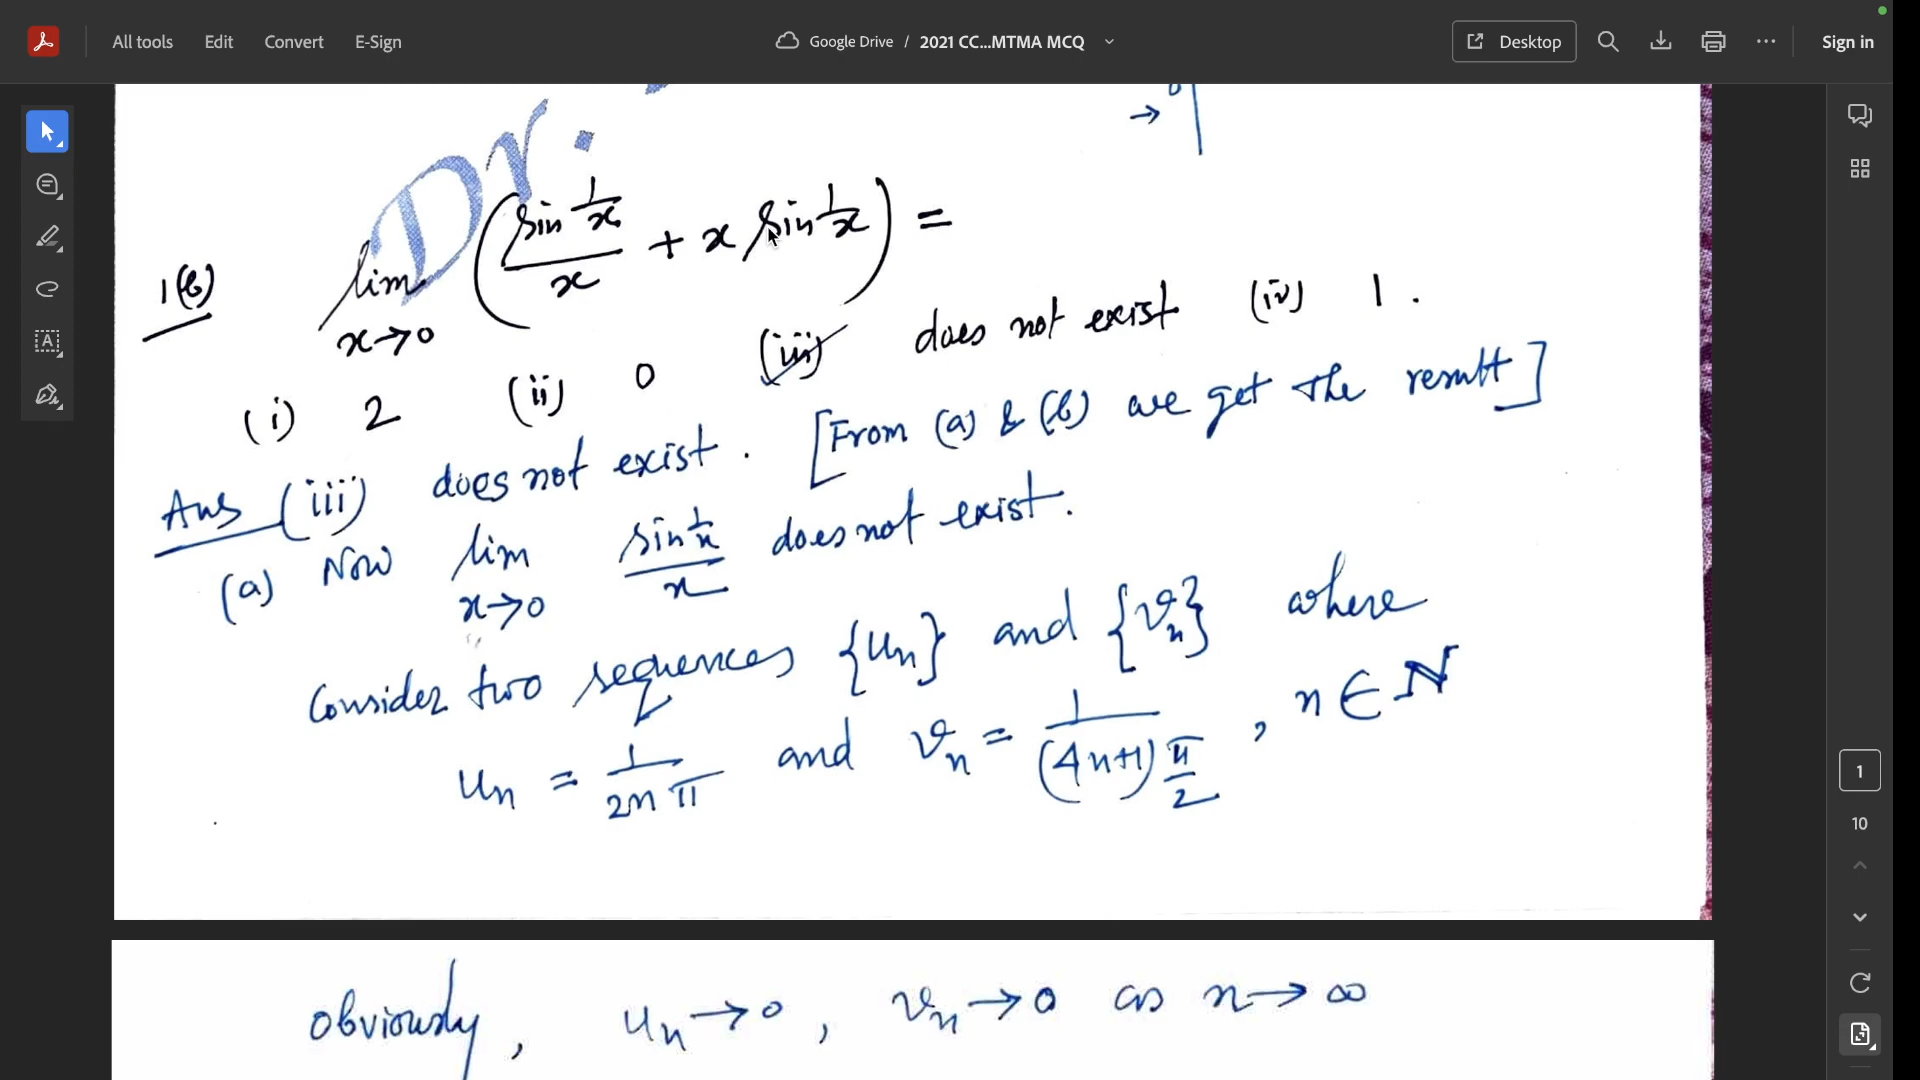 All tools Edit Convert E-Sign Google Drive / 2021 CC...MTMA MCQ Desktop Sign in
Dr.
1(b) lim x→0 (sin 1/x / x + x sin 1/x) =
(i) 2 (ii) 0 (iii) does not exist (iv) 1.
Ans (iii) does not exist. [From (a) & (b) we get the result]
(a) Now lim x→0 sin 1/x / x does not exist.
Consider two sequences {un} and {vn} where
un = 1/2nπ and vn = 1/(4n+1)π/2, n ∈ N
1
10
obviously, un→0, vn→0 as n→∞